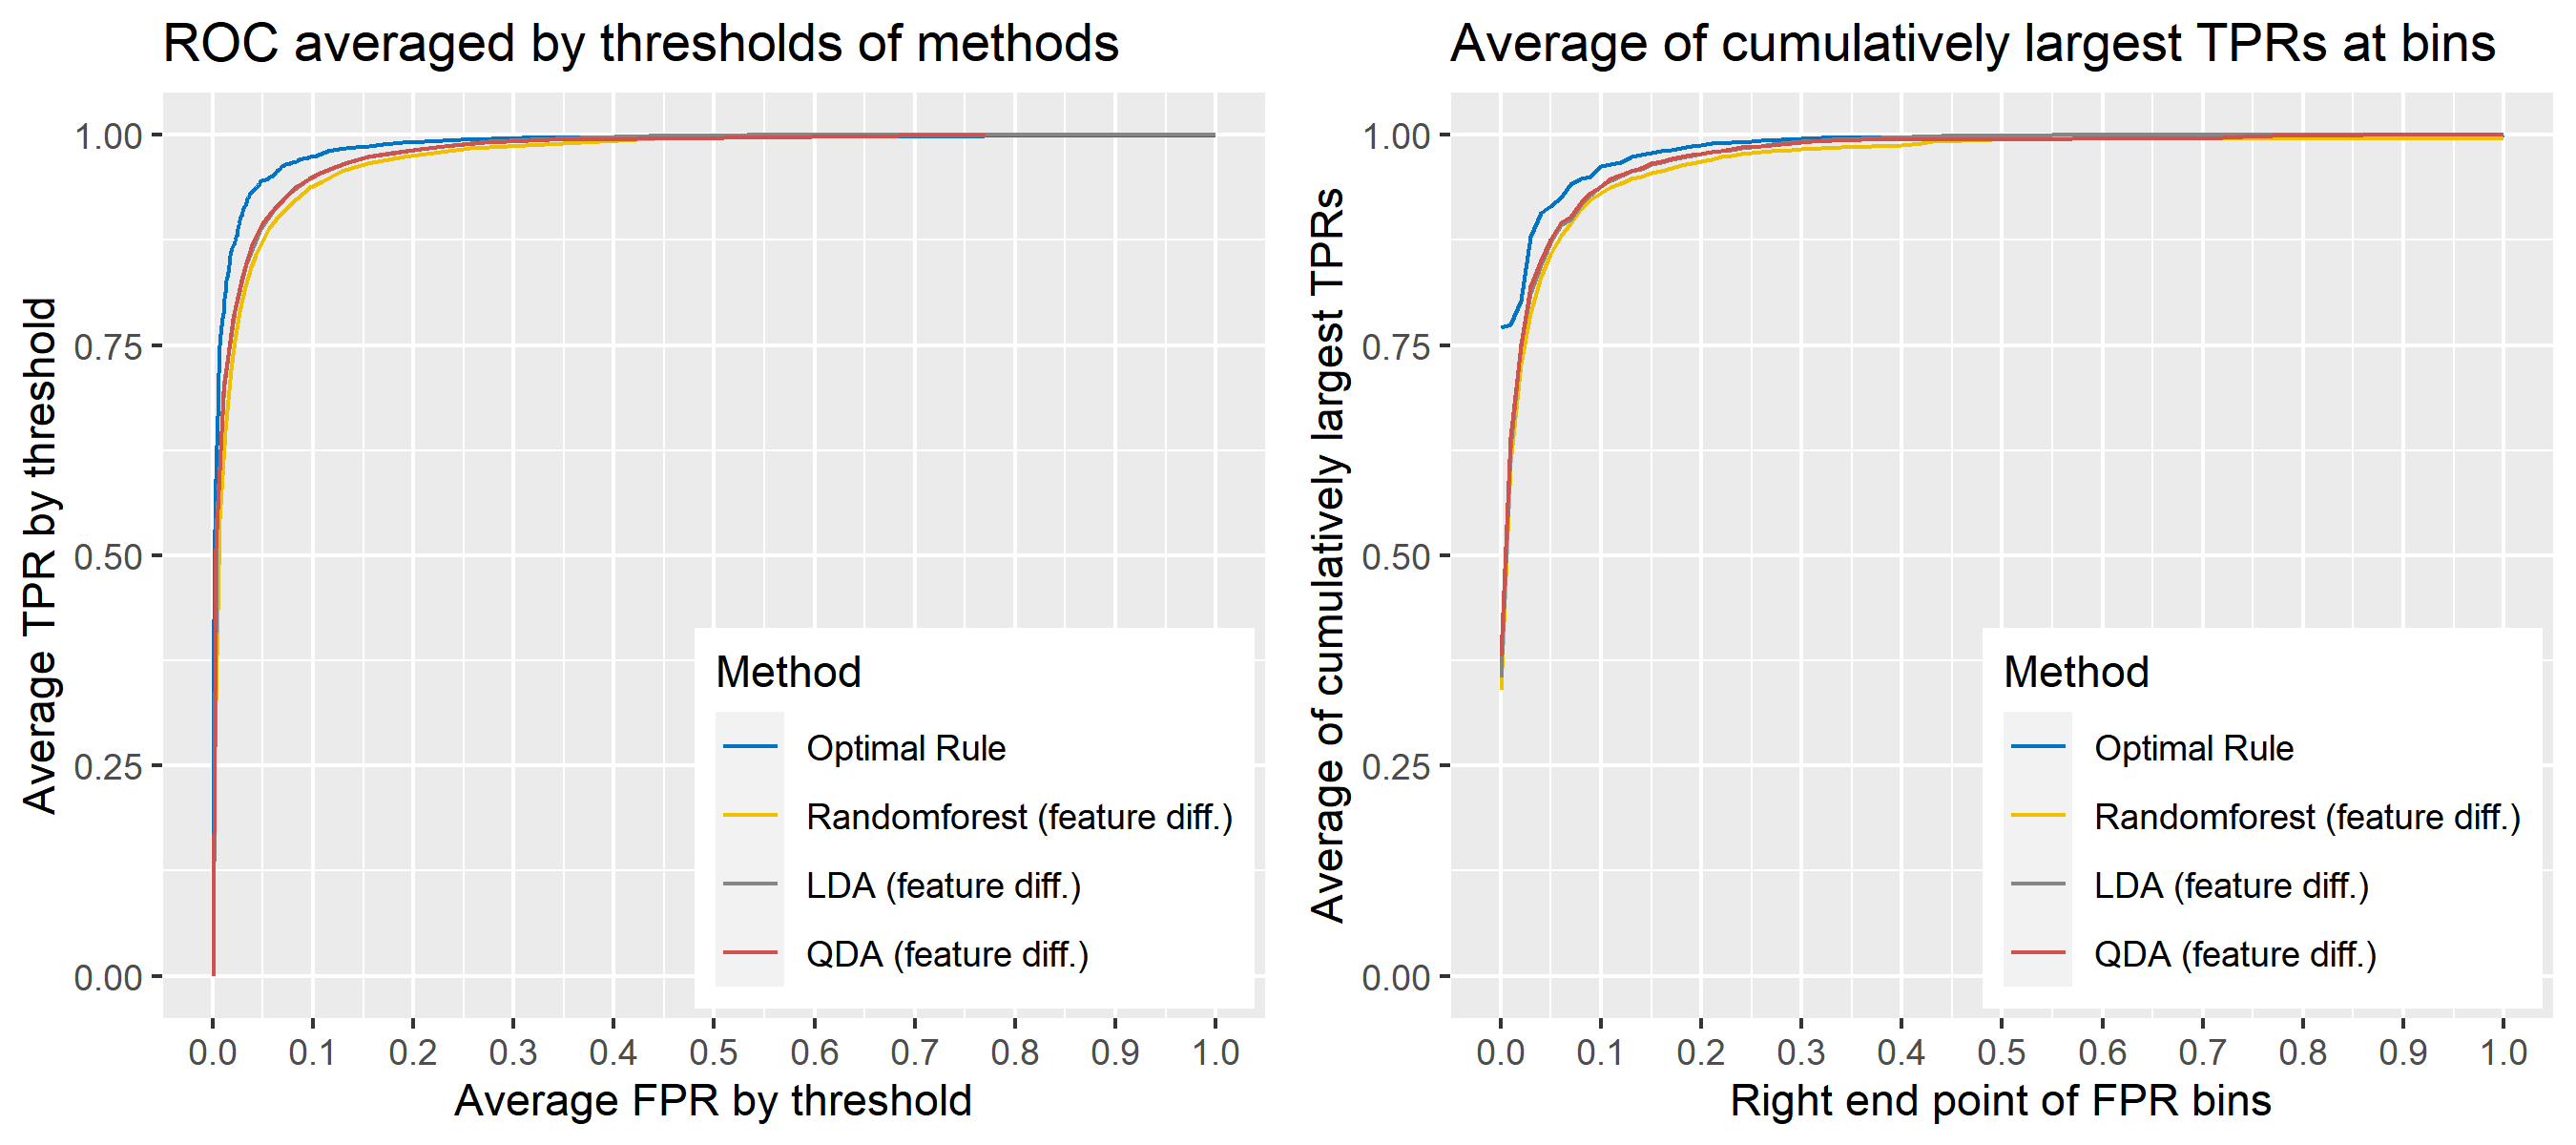 ROC averaged by thresholds of methods
Average TPR by threshold
1.00
0.75
0.50
0.25
0.00
Method
Optimal Rule
Randomforest (feature diff.)
LDA (feature diff.)
QDA (feature diff.)
0.0 0.1 0.2 0.3 0.4 0.5 0.6 0.7 0.8 0.9 1.0
Average FPR by threshold
Average of cumulatively largest TPRs at bins
Average of cumulatively largest TPRs
1.00
0.75
0.50
0.25
0.00
Method
Optimal Rule
Randomforest (feature diff.)
LDA (feature diff.)
QDA (feature diff.)
0.0 0.1 0.2 0.3 0.4 0.5 0.6 0.7 0.8 0.9 1.0
Right end point of FPR bins